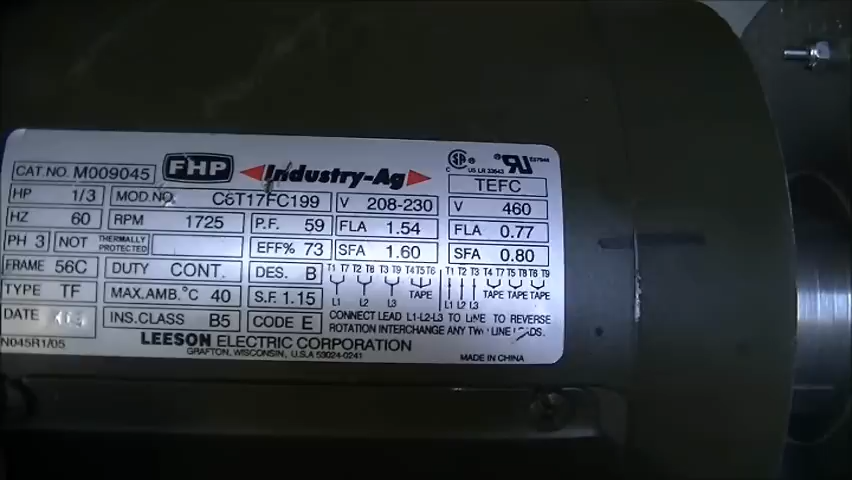 CAT NO. M009045 FHP Industry-Ag
HP 1/3 MOD.NO. C6T17FC199 V 208-230 TEFC V 460
HZ 60 RPM 1725 P.F. 59 FLA 1.54 FLA 0.77
PH 3 NOT THERMALLY PROTECTED EFF% 73 SFA 1.60 SFA 0.80
FRAME 56C DUTY CONT. DES. B T1 T7 T2 T8 T3 T9 T4T5T6 T1 T2 T3 T4 T7 T5 T8 T6 T9
TYPE TF MAX.AMB.°C 40 S.F. 1.15 L1 L2 L3 TAPE L1 L2 L3 TAPE TAPE TAPE
DATE INS.CLASS B5 CODE E CONNECT LEAD L1-L2-L3 TO LINE TO REVERSE
ROTATION INTERCHANGE ANY TWO LINE LEADS.
N045R1/05 LEESON ELECTRIC CORPORATION
GRAFTON, WISCONSIN, U.S.A 53024-0241 MADE IN CHINA